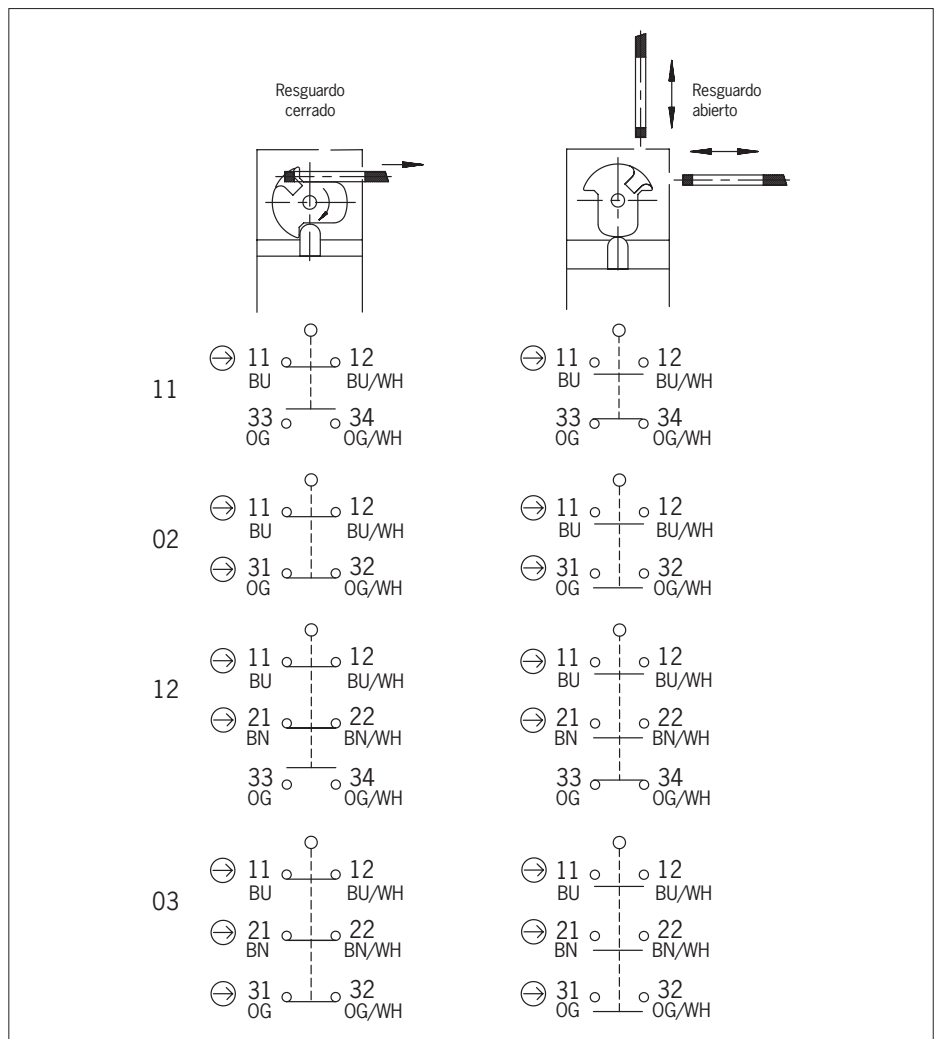 Resguardo
cerrado
Resguardo
abierto
11
11 12
BU BU/WH
33 34
OG OG/WH
11 12
BU BU/WH
33 34
OG OG/WH
02
11 12
BU BU/WH
31 32
OG OG/WH
11 12
BU BU/WH
31 32
OG OG/WH
12
11 12
BU BU/WH
21 22
BN BN/WH
33 34
OG OG/WH
11 12
BU BU/WH
21 22
BN BN/WH
33 34
OG OG/WH
03
11 12
BU BU/WH
21 22
BN BN/WH
31 32
OG OG/WH
11 12
BU BU/WH
21 22
BN BN/WH
31 32
OG OG/WH